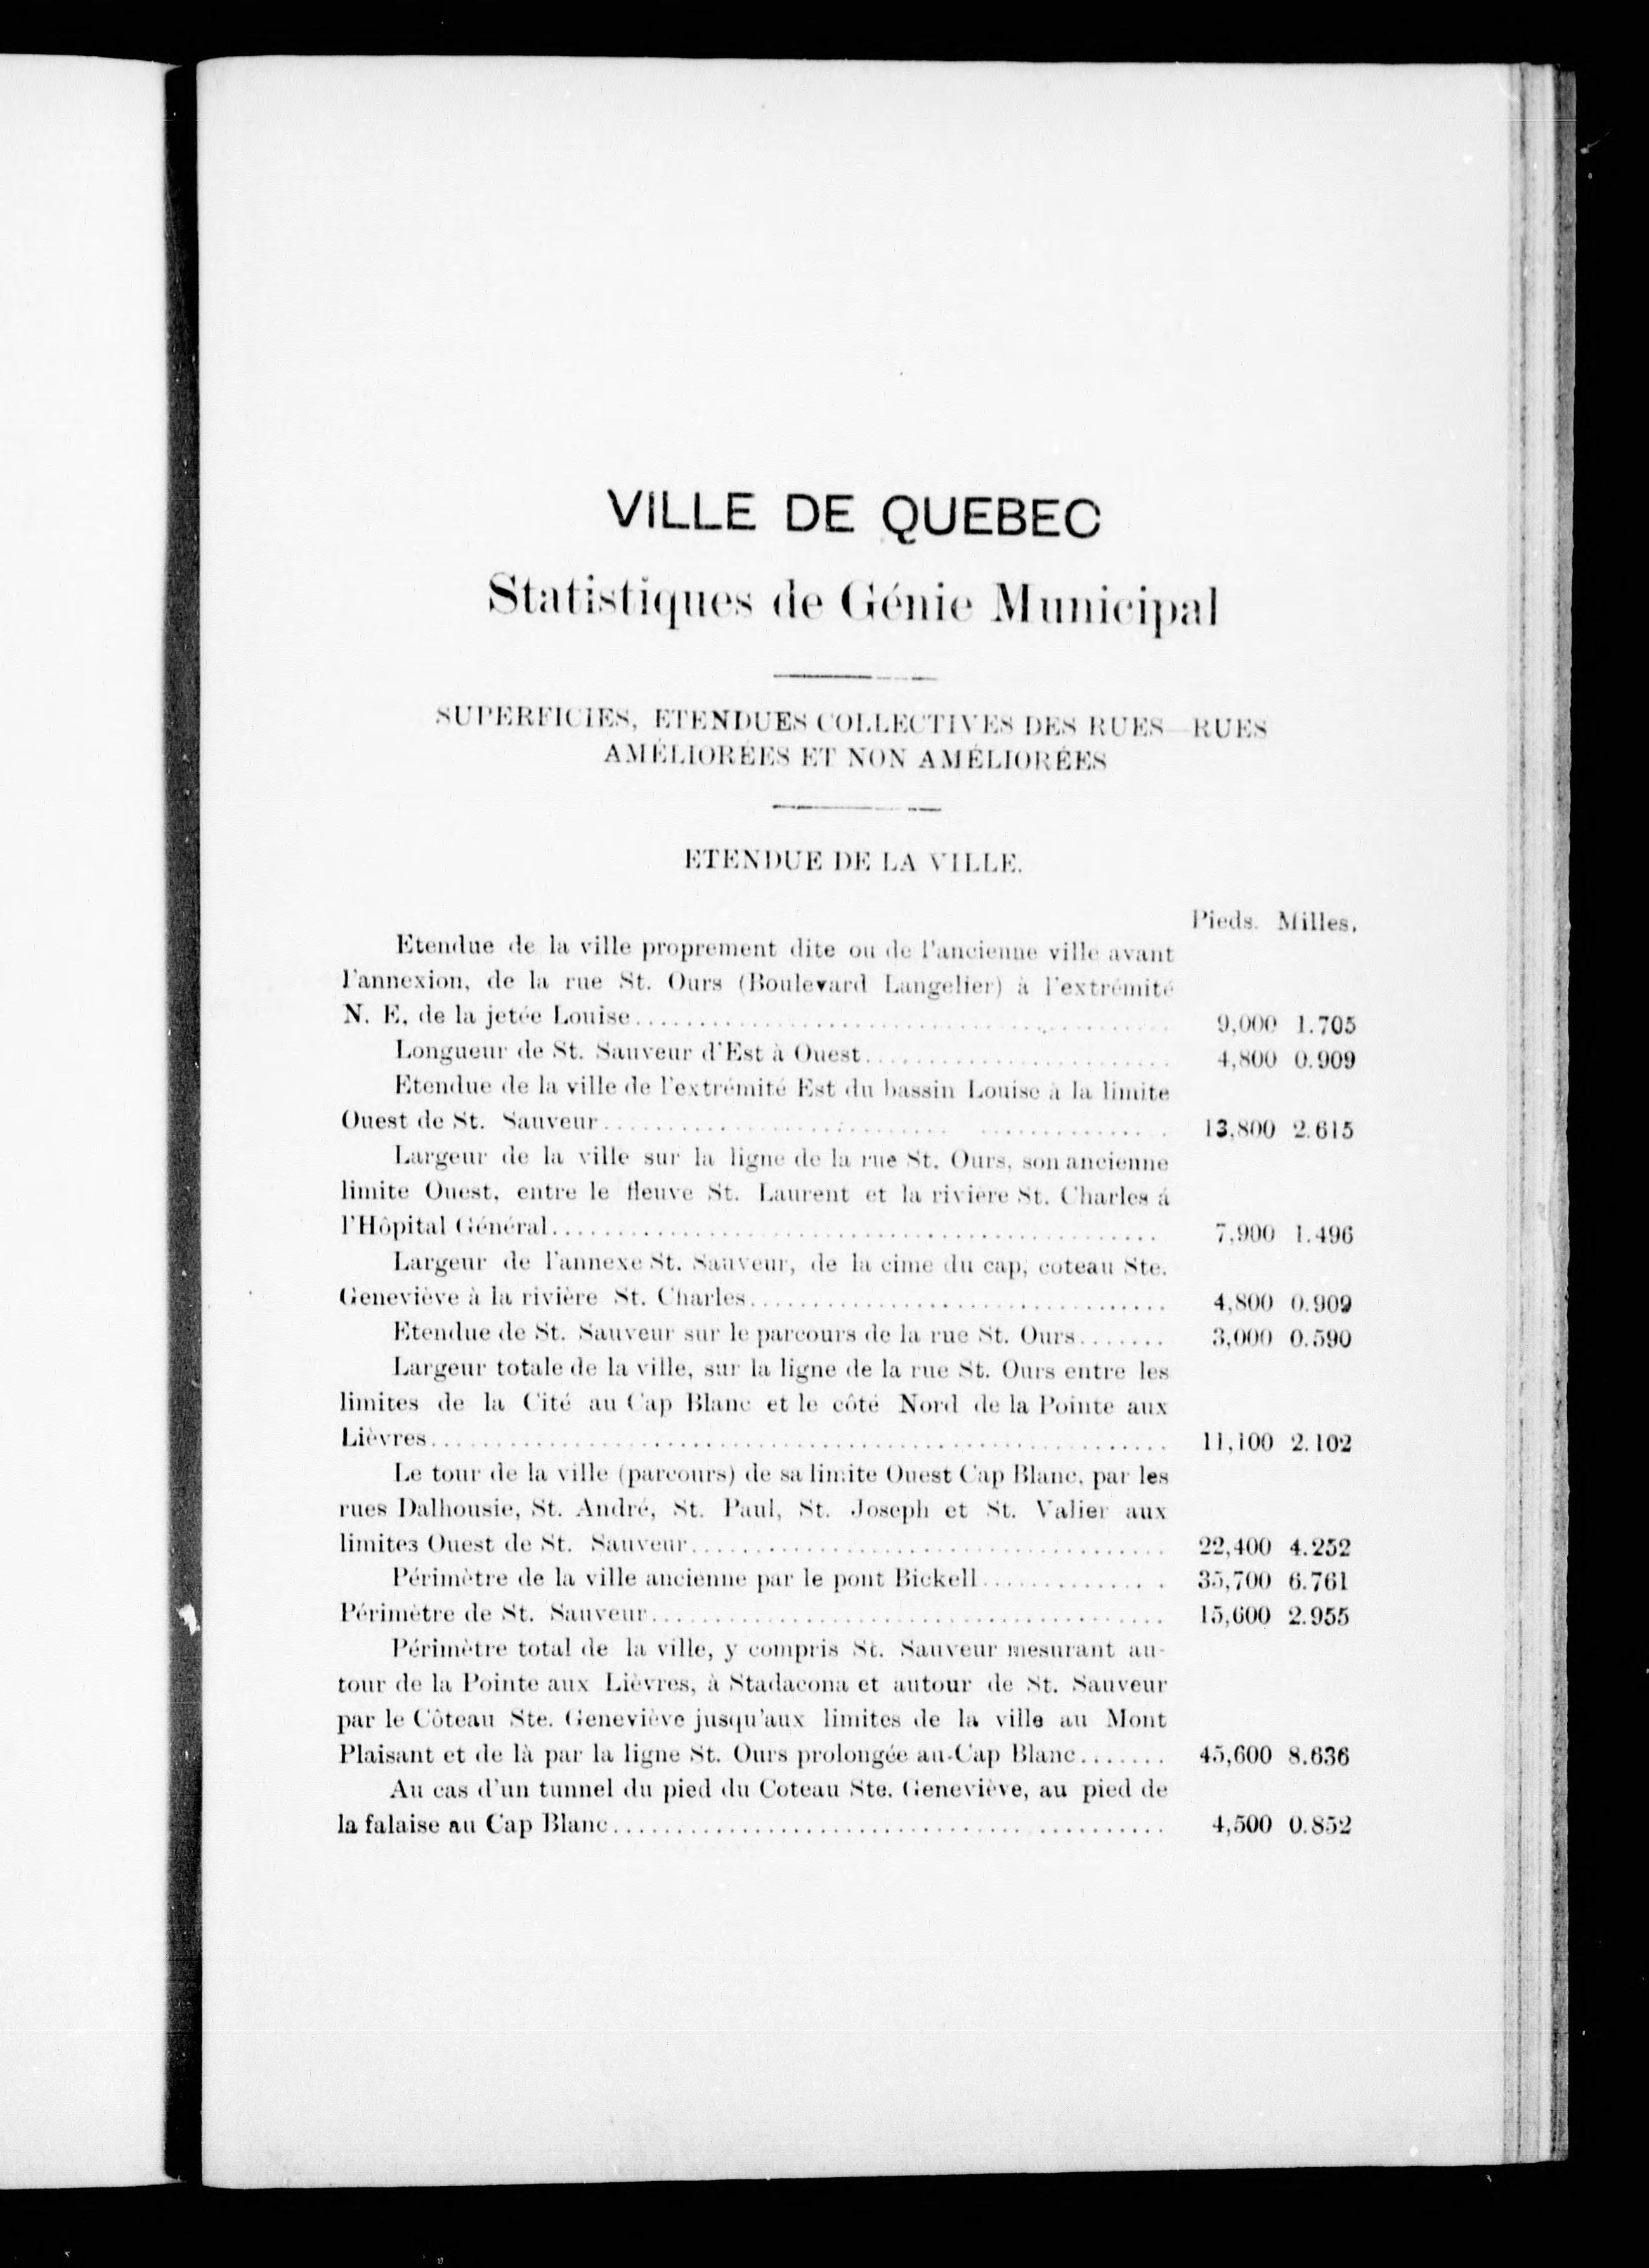 VILLE DE QUEBEC
Statistiques de Génie Municipal
SUPERFICIES, ETENDUES COLLECTIVES DES RUES—RUES
AMÉLIORÉES ET NON AMÉLIORÉES
ETENDUE DE LA VILLE.
Pieds. Milles.
Etendue de la ville proprement dite ou de l'ancienne ville avant
l'annexion, de la rue St. Ours (Boulevard Langelier) à l'extrémité
N. E. de la jetée Louise........................................ 9,000 1.705
Longueur de St. Sauveur d'Est à Ouest........................ 4,800 0.909
Etendue de la ville de l'extrémité Est du bassin Louise à la limite
Ouest de St. Sauveur........................................ 13,800 2.615
Largeur de la ville sur la ligne de la rue St. Ours, son ancienne
limite Ouest, entre le fleuve St. Laurent et la rivière St. Charles á
l'Hôpital Général............................................... 7,900 1.496
Largeur de l'annexe St. Sauveur, de la cime du cap, coteau Ste.
Geneviève à la rivière St. Charles................................. 4,800 0.909
Etendue de St. Sauveur sur le parcours de la rue St. Ours....... 3,000 0.590
Largeur totale de la ville, sur la ligne de la rue St. Ours entre les
limites de la Cité au Cap Blanc et le côté Nord de la Pointe aux
Lièvres.......................................................... 11,100 2.102
Le tour de la ville (parcours) de sa limite Ouest Cap Blanc, par les
rues Dalhousie, St. André, St. Paul, St. Joseph et St. Valier aux
limites Ouest de St. Sauveur..................................... 22,400 4.252
Périmètre de la ville ancienne par le pont Bickell............... 35,700 6.761
Périmètre de St. Sauveur........................................ 15,600 2.955
Périmètre total de la ville, y compris St. Sauveur mesurant au-
tour de la Pointe aux Lièvres, à Stadacona et autour de St. Sauveur
par le Côteau Ste. Geneviève jusqu'aux limites de la ville au Mont
Plaisant et de là par la ligne St. Ours prolongée au-Cap Blanc....... 45,600 8.636
Au cas d'un tunnel du pied du Coteau Ste. Geneviève, au pied de
la falaise au Cap Blanc........................................... 4,500 0.852